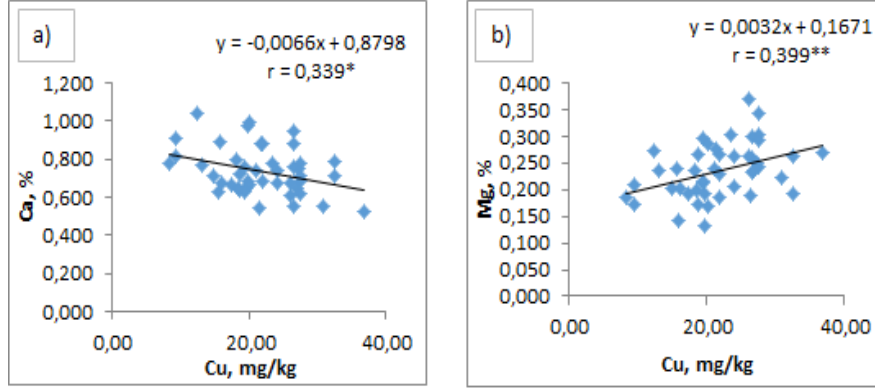 a)
y = -0,0066x + 0,8798
r = 0,339*
1,200
1,000
0,800
0,600
0,400
0,200
0,000
Ca, %
0,00 20,00 40,00
Cu, mg/kg
b)
y = 0,0032x + 0,1671
r = 0,399**
0,400
0,350
0,300
0,250
0,200
0,150
0,100
0,050
0,000
Mg, %
0,00 20,00 40,00
Cu, mg/kg